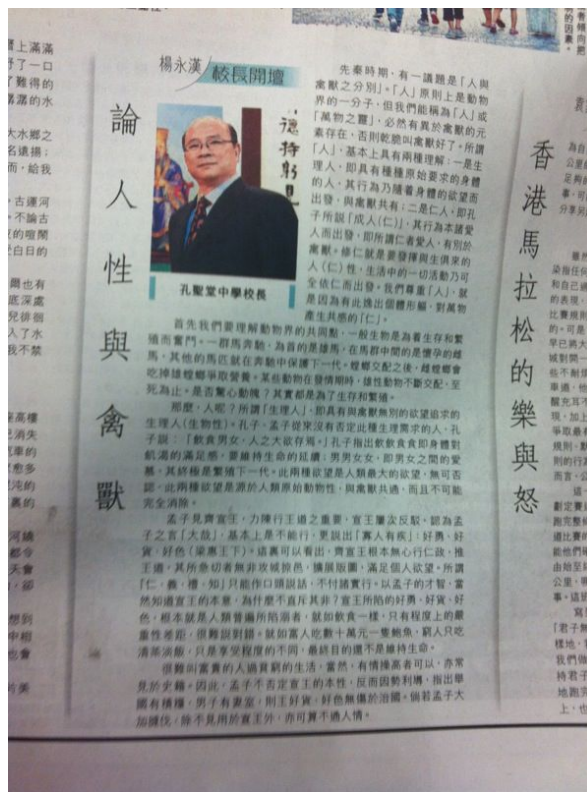 楊永漢
校長開壇
論人性與禽獸
孔聖堂中學校長
先秦時期，有一議題是「人與
禽獸之分別」。「人」原則上是動物
界的一分子，但我們能稱為「人」或
「萬物之靈」，必然有異於禽獸的元
素存在，否則乾脆叫禽獸好了。所謂
「人」，基本上具有兩種理解：一是生
理人，即具有種種原始要求的身體
的人，其行為乃隨着身體的欲望而
出發，與禽獸共有；二是仁人，即孔
子所說「成人(仁)」，其行為本諸愛
人而出發，即所謂仁者愛人，有別於
禽獸。修仁就是要發揮與生俱來的
人(仁)性，生活中的一切活動乃可
全依仁而出發。我們尊重「人」，就
是因為有此逸出個體形軀，對萬物
產生共感的「仁」。
首先我們要理解動物界的共同點，一般生物是為着生存和繁
殖而奮鬥。一群馬奔馳，為首的是雄馬，在馬群中間的是懷孕的雌
馬，其他的馬匹就在奔馳中保護下一代。螳螂交配之後，雌螳螂會
吃掉雄螳螂爭取營養。某些動物在發情時期，雄性動物不斷交配，至
死為止。是否驚心動魄？其實都是為了生存和繁殖。
那麼，人呢？所謂「生理人」，即具有與禽獸無別的欲望追求的
生理人(生物性)。孔子、孟子從來沒有否定此種生理需求的人，孔
子說：「飲食男女，人之大欲存焉。」孔子指出飲飲食食即身體對
飢渴的滿足感，要維持生命的延續；男男女女，即男女之間的愛
慕，其終極是繁殖下一代。此兩種欲望是人類最大的欲望，無可否
認，此兩種欲望是源於人類原始動物性，與禽獸共通，而且不可能
完全消除。
孟子見齊宣王，力陳行王道之重要，宣王屢次反駁，認為孟
子之言「大哉」，基本上是不能行，更說出「寡人有疾」：好勇、好
貨、好色(梁惠王下)。這裏可以看出，齊宣王根本無心行仁政，推
王道，其所急切者無非攻城掠邑，擴展版圖，滿足個人欲望。所謂
「仁、義、禮、知」只能作口頭說話，不付諸實行。以孟子的才智，當
然知道宣王的本意，為什麼不直斥其非？宣王所陷的好勇、好貨、好
色，根本就是人類普遍所陷溺者，就如飲食一樣，只有程度上的嚴
重性差距，很難說對錯。就如富人吃數十萬元一隻鮑魚，窮人只吃
清蒸油飯，只是享受程度的不同，最終目的還不是維持生命。
很難叫富貴的人過貧窮的生活，當然，有情操高者可以，亦常
見於史籍。因此，孟子不否定宣王的本性，反而因勢利導，指出舉
國有積糧，男子有妻室，則王好貨、好色無傷於治國。倘若孟子大
加撻伐，除不見用於宣王外，亦可算不通人情。
香港馬拉松的樂與怒